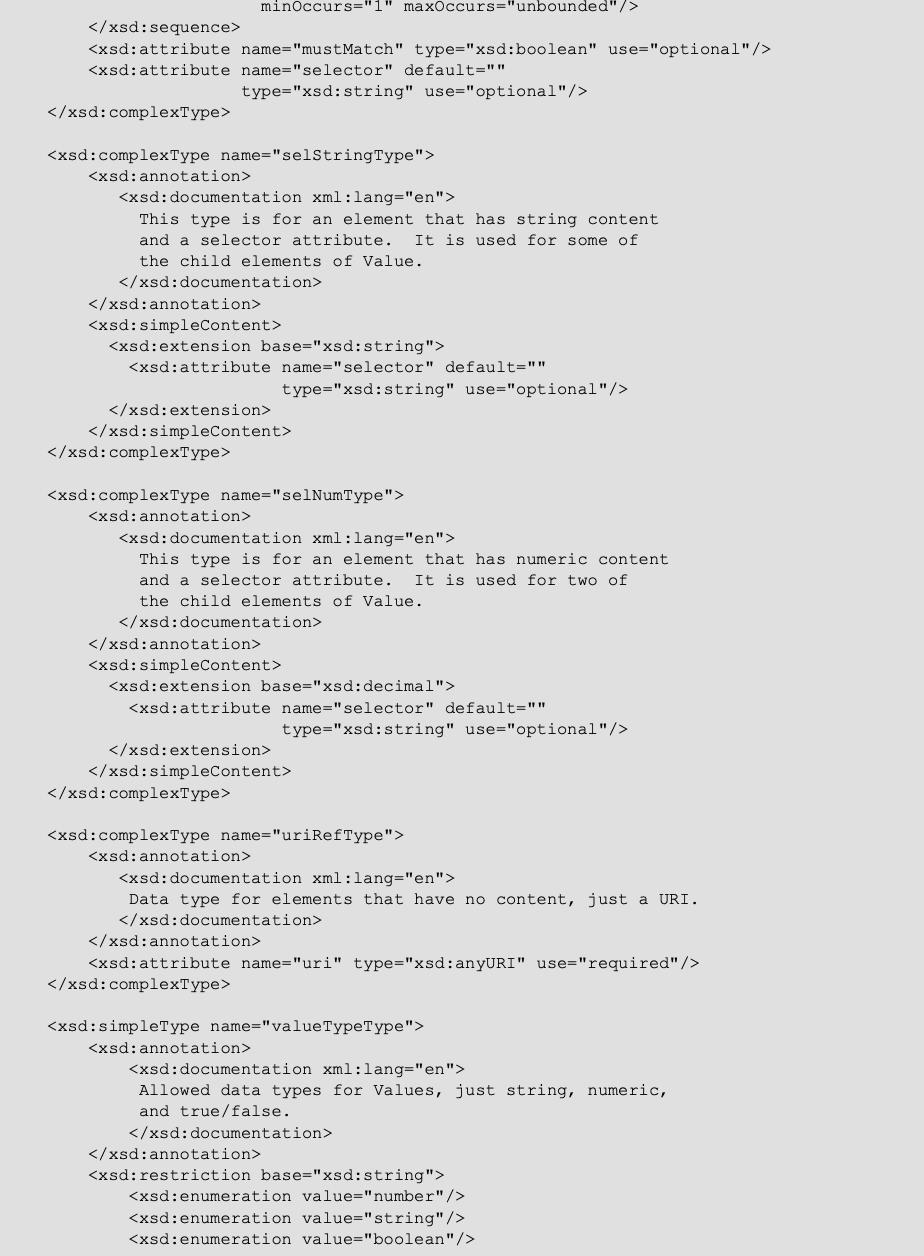 minOccurs="1" maxOccurs="unbounded"/>
</xsd:sequence>
<xsd:attribute name="mustMatch" type="xsd:boolean" use="optional"/>
<xsd:attribute name="selector" default=""
type="xsd:string" use="optional"/>
</xsd:complexType>
<xsd:complexType name="selStringType">
<xsd:annotation>
<xsd:documentation xml:lang="en">
This type is for an element that has string content
and a selector attribute.  It is used for some of
the child elements of Value.
</xsd:documentation>
</xsd:annotation>
<xsd:simpleContent>
<xsd:extension base="xsd:string">
<xsd:attribute name="selector" default=""
type="xsd:string" use="optional"/>
</xsd:extension>
</xsd:simpleContent>
</xsd:complexType>
<xsd:complexType name="selNumType">
<xsd:annotation>
<xsd:documentation xml:lang="en">
This type is for an element that has numeric content
and a selector attribute.  It is used for two of
the child elements of Value.
</xsd:documentation>
</xsd:annotation>
<xsd:simpleContent>
<xsd:extension base="xsd:decimal">
<xsd:attribute name="selector" default=""
type="xsd:string" use="optional"/>
</xsd:extension>
</xsd:simpleContent>
</xsd:complexType>
<xsd:complexType name="uriRefType">
<xsd:annotation>
<xsd:documentation xml:lang="en">
Data type for elements that have no content, just a URI.
</xsd:documentation>
</xsd:annotation>
<xsd:attribute name="uri" type="xsd:anyURI" use="required"/>
</xsd:complexType>
<xsd:simpleType name="valueTypeType">
<xsd:annotation>
<xsd:documentation xml:lang="en">
Allowed data types for Values, just string, numeric,
and true/false.
</xsd:documentation>
</xsd:annotation>
<xsd:restriction base="xsd:string">
<xsd:enumeration value="number"/>
<xsd:enumeration value="string"/>
<xsd:enumeration value="boolean"/>